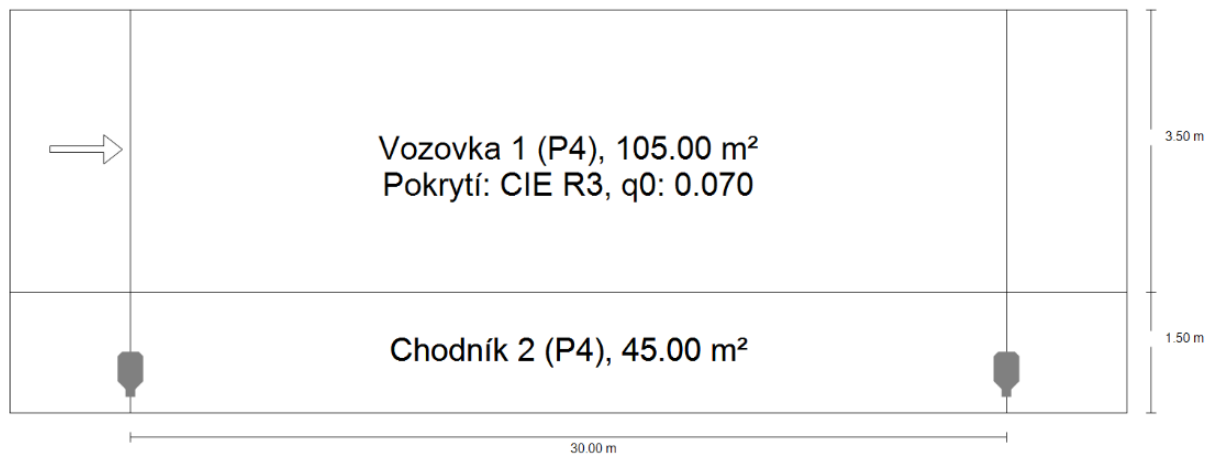 Vozovka 1 (P4), 105.00 m²
Pokrytí: CIE R3, q0: 0.070
3.50 m
Chodník 2 (P4), 45.00 m²
1.50 m
30.00 m